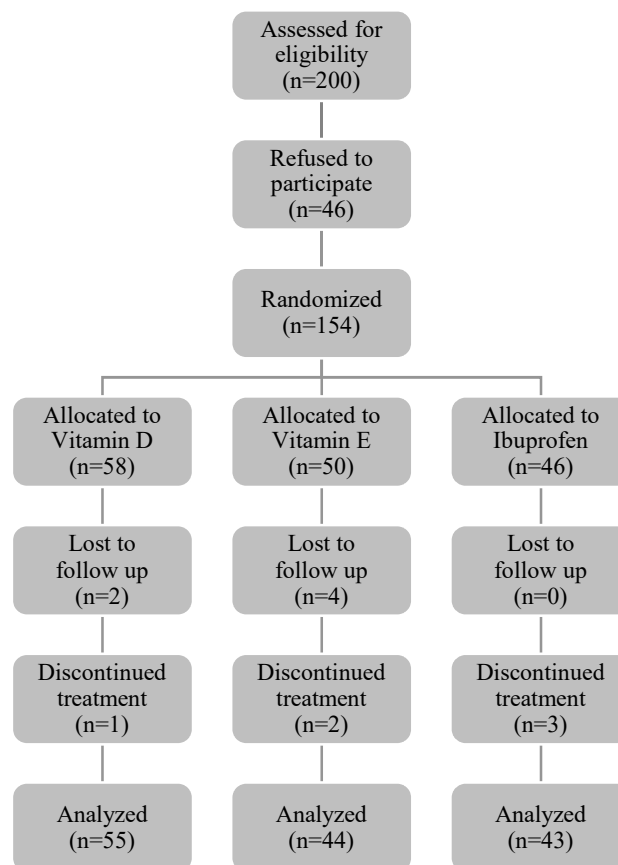 Assessed for
eligibility
(n=200)
Refused to
participate
(n=46)
Randomized
(n=154)
Allocated to
Vitamin D
(n=58)
Allocated to
Vitamin E
(n=50)
Allocated to
Ibuprofen
(n=46)
Lost to
follow up
(n=2)
Lost to
follow up
(n=4)
Lost to
follow up
(n=0)
Discontinued
treatment
(n=1)
Discontinued
treatment
(n=2)
Discontinued
treatment
(n=3)
Analyzed
(n=55)
Analyzed
(n=44)
Analyzed
(n=43)